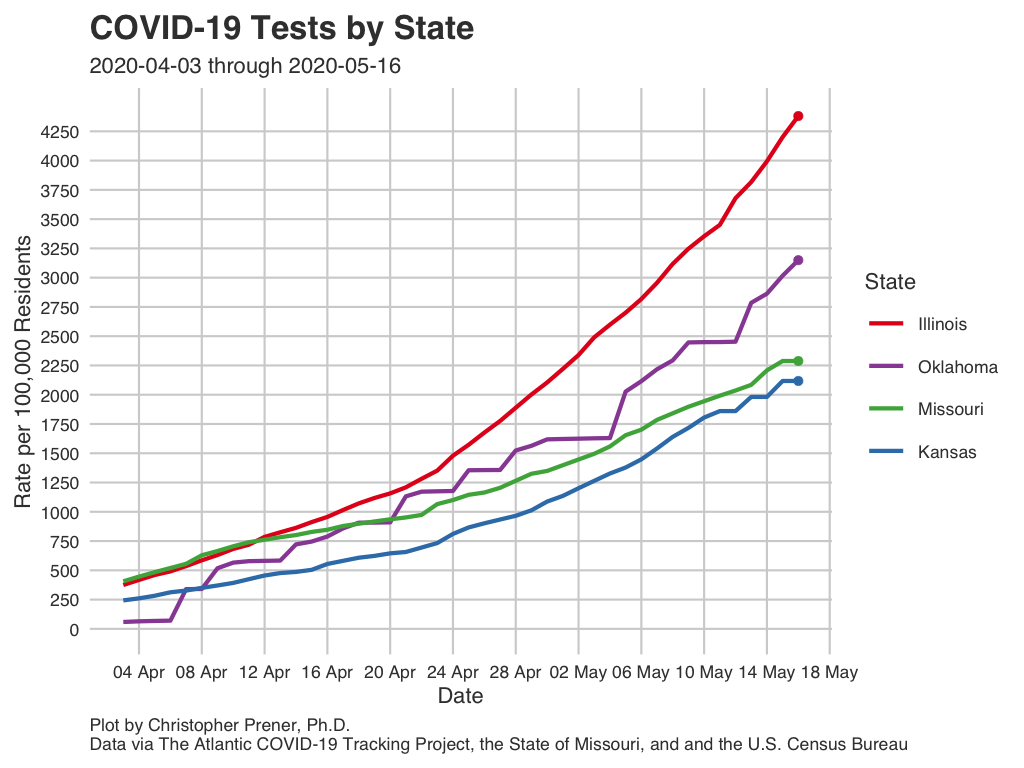 COVID-19 Tests by State
2020-04-03 through 2020-05-16
Rate per 100,000 Residents
4250
4000
3750
3500
3250
3000
2750
2500
2250
2000
1750
1500
1250
1000
750
500
250
0
04 Apr 08 Apr 12 Apr 16 Apr 20 Apr 24 Apr 28 Apr 02 May 06 May 10 May 14 May 18 May
Date
State
Illinois
Oklahoma
Missouri
Kansas
Plot by Christopher Prener, Ph.D.
Data via The Atlantic COVID-19 Tracking Project, the State of Missouri, and and the U.S. Census Bureau